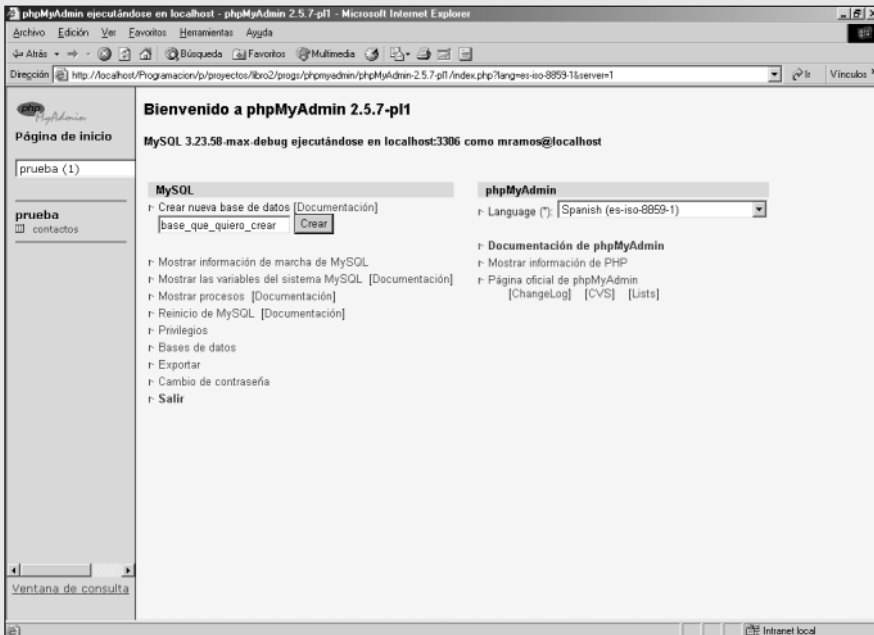 phpMyAdmin ejecutándose en localhost - phpMyAdmin 2.5.7-pl1 - Microsoft Internet Explorer
Archivo Edición Ver Favoritos Herramientas Ayuda
Atrás Búsqueda Favoritos Multimedia
Dirección http://localhost/Programacion/p/proyectos/libro2/progs/phpmyadmin/phpMyAdmin-2.5.7-pl1/index.php?lang=es-iso-8859-1&server=1 Ir Vínculos
php MyAdmin
Página de inicio
prueba (1)
prueba
contactos
Ventana de consulta
Bienvenido a phpMyAdmin 2.5.7-pl1
MySQL 3.23.58-max-debug ejecutándose en localhost:3306 como mramos@localhost
MySQL
Crear nueva base de datos [Documentación]
base_que_quiero_crear Crear
Mostrar información de marcha de MySQL
Mostrar las variables del sistema MySQL [Documentación]
Mostrar procesos [Documentación]
Reinicio de MySQL [Documentación]
Privilegios
Bases de datos
Exportar
Cambio de contraseña
Salir
phpMyAdmin
Language (*): Spanish (es-iso-8859-1)
Documentación de phpMyAdmin
Mostrar información de PHP
Página oficial de phpMyAdmin
[ChangeLog] [CVS] [Lists]
Intranet local